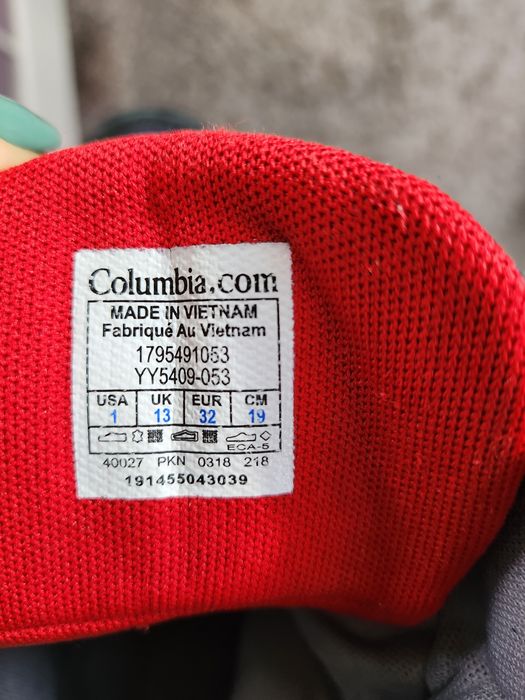 Columbia.com
MADE IN VIETNAM
Fabriqué Au Vietnam
1795491053
YY5409-053
USA UK EUR CM
1 13 32 19
ECA-5
40027 PKN 0318 218
191455043039